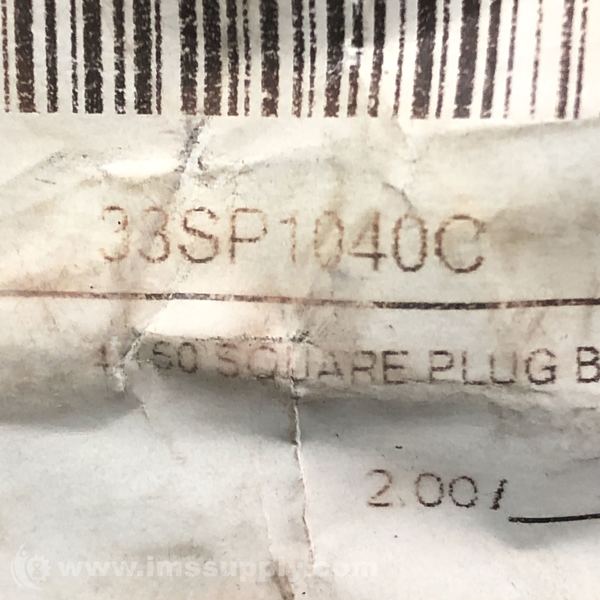 33SP1040C
SQUARE PLUG B
2.00/
www.imssupply.com